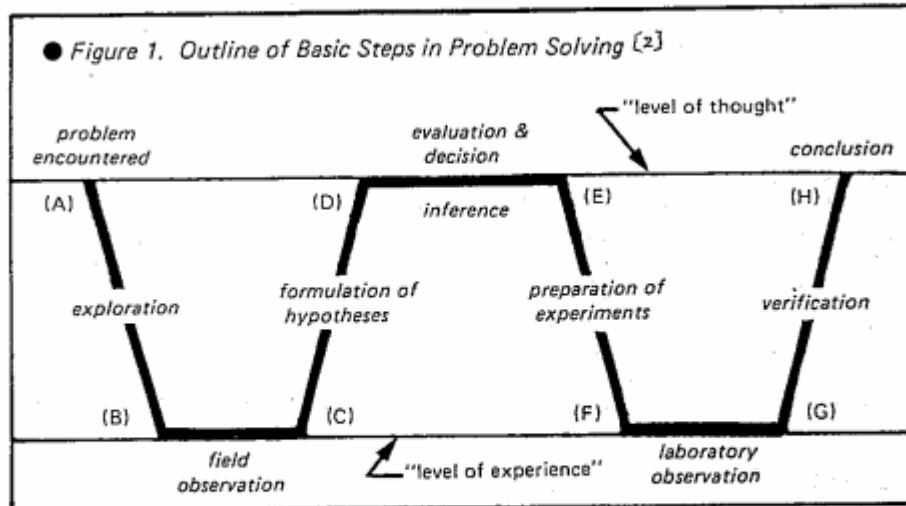 ● Figure 1. Outline of Basic Steps in Problem Solving [2]
"level of thought"
problem
encountered
evaluation &
decision
conclusion
(A)
(D)
inference
(E)
(H)
exploration
formulation of
hypotheses
preparation of
experiments
verification
(B)
(C)
(F)
(G)
field
observation
"level of experience"
laboratory
observation